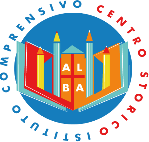 ISTITUTO COMPRENSIVO
CENTRO STORICO
AL
BA